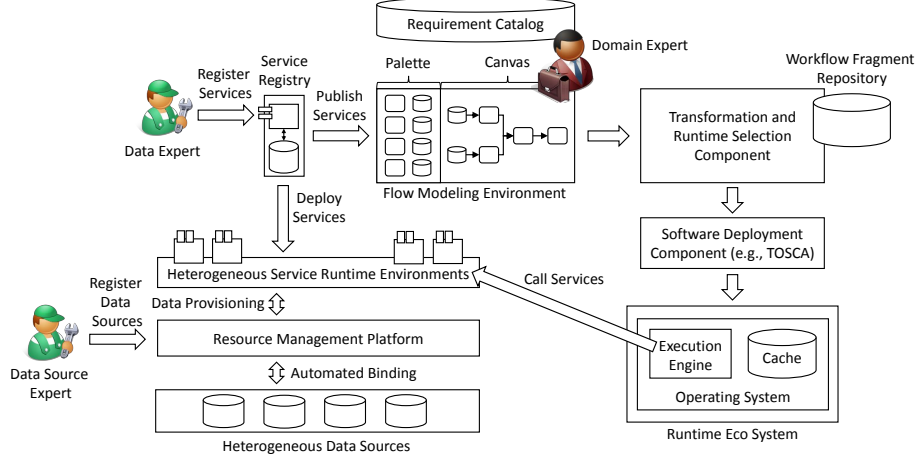 Requirement Catalog
Domain Expert
Service
Registry
Palette
Canvas
Workflow Fragment
Repository
Register
Services
Publish
Services
Transformation and
Runtime Selection
Component
Data Expert
Flow Modeling Environment
Deploy
Services
Software Deployment
Component (e.g., TOSCA)
Heterogeneous Service Runtime Environments
Call Services
Register
Data
Sources
Data Provisioning
Resource Management Platform
Execution
Engine
Cache
Data Source
Expert
Automated Binding
Operating System
Heterogeneous Data Sources
Runtime Eco System